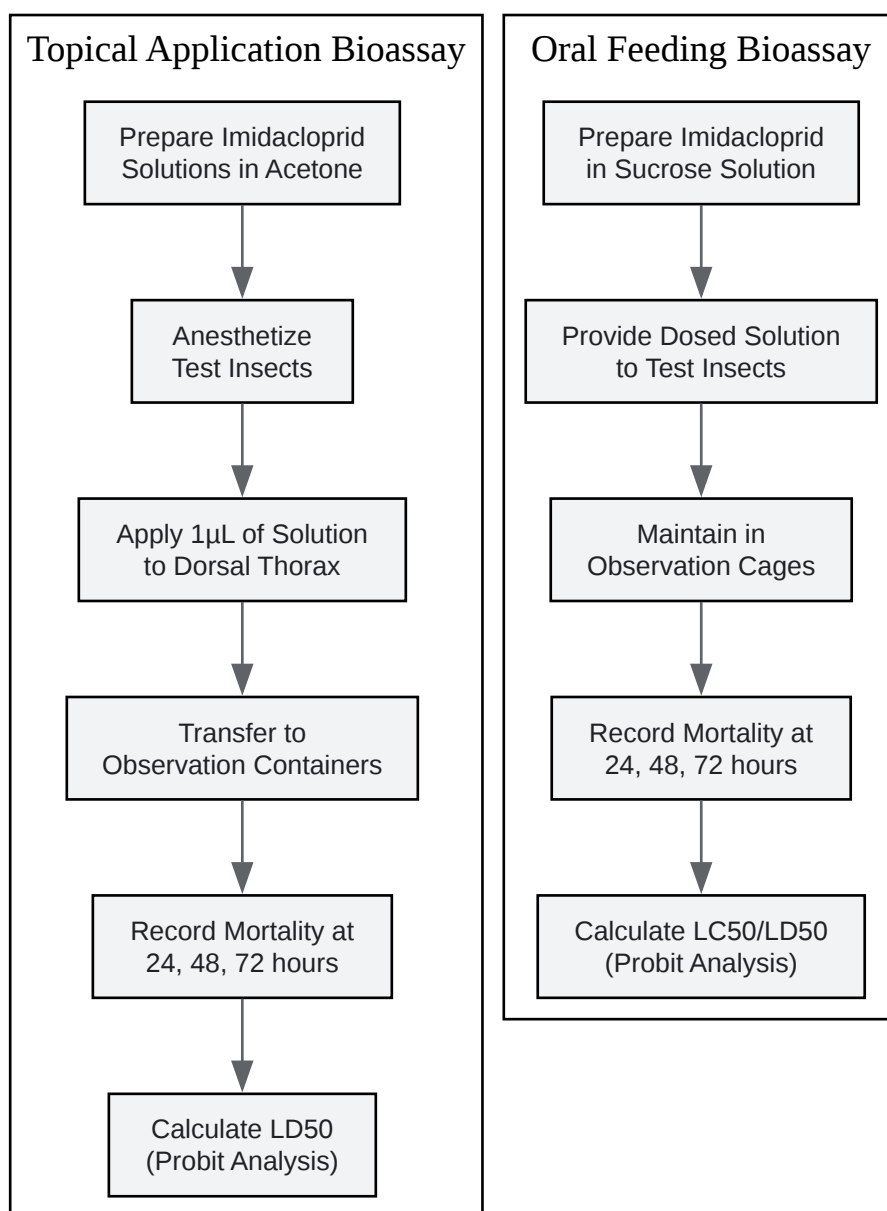 Topical Application Bioassay
Prepare Imidacloprid
Solutions in Acetone
Anesthetize
Test Insects
Apply 1µL of Solution
to Dorsal Thorax
Transfer to
Observation Containers
Record Mortality at
24, 48, 72 hours
Calculate LD50
(Probit Analysis)
Oral Feeding Bioassay
Prepare Imidacloprid
in Sucrose Solution
Provide Dosed Solution
to Test Insects
Maintain in
Observation Cages
Record Mortality at
24, 48, 72 hours
Calculate LC50/LD50
(Probit Analysis)